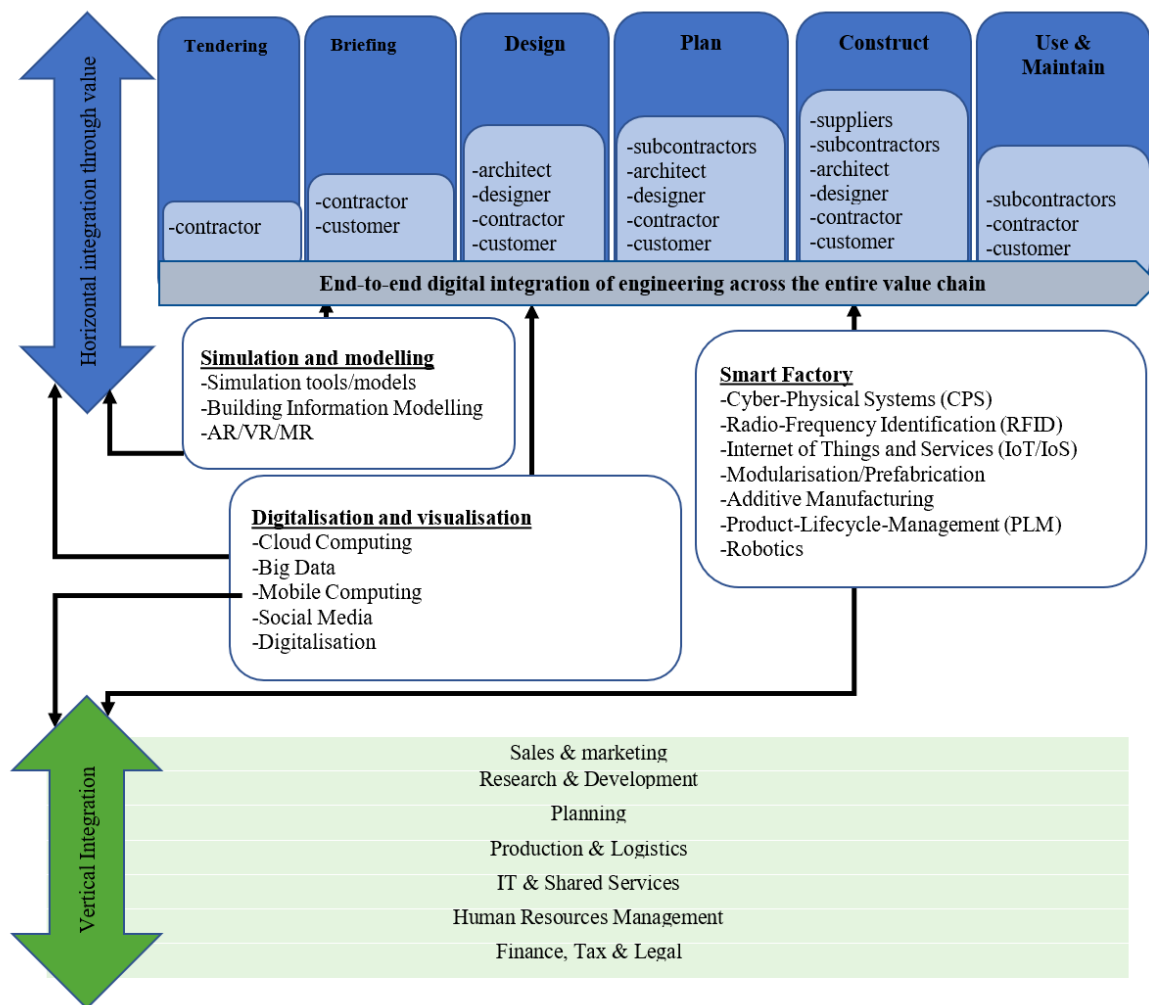 Horizontal integration through value
Tendering
-contractor
Briefing
-contractor
-customer
Design
-architect
-designer
-contractor
-customer
Plan
-subcontractors
-architect
-designer
-contractor
-customer
Construct
-suppliers
-subcontractors
-architect
-designer
-contractor
-customer
Use &
Maintain
-subcontractors
-contractor
-customer
End-to-end digital integration of engineering across the entire value chain
Simulation and modelling
-Simulation tools/models
-Building Information Modelling
-AR/VR/MR
Smart Factory
-Cyber-Physical Systems (CPS)
-Radio-Frequency Identification (RFID)
-Internet of Things and Services (IoT/IoS)
-Modularisation/Prefabrication
-Additive Manufacturing
-Product-Lifecycle-Management (PLM)
-Robotics
Digitalisation and visualisation
-Cloud Computing
-Big Data
-Mobile Computing
-Social Media
-Digitalisation
Vertical Integration
Sales & marketing
Research & Development
Planning
Production & Logistics
IT & Shared Services
Human Resources Management
Finance, Tax & Legal